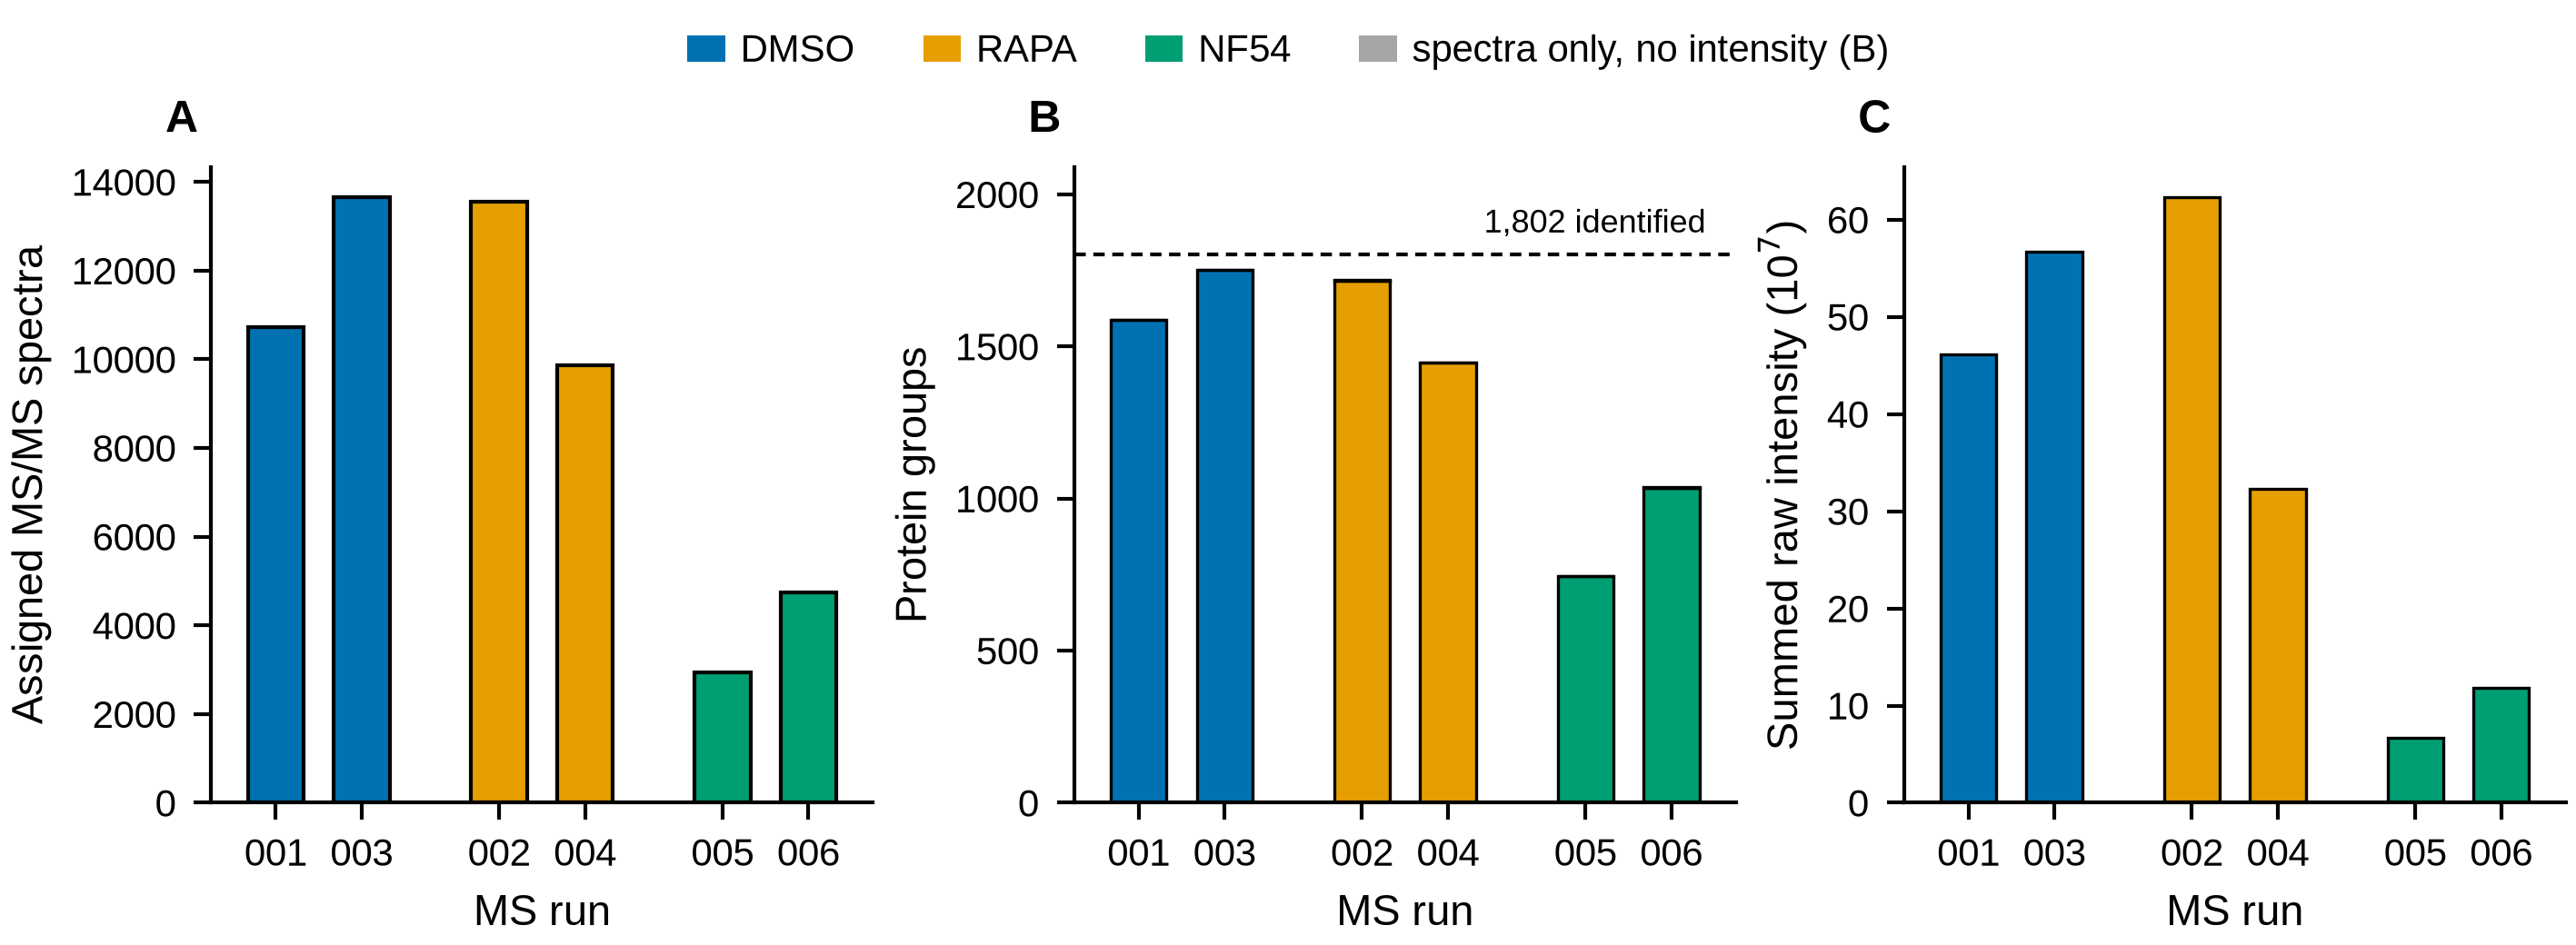 DMSO RAPA NF54 spectra only, no intensity (B)
A
Assigned MS/MS spectra
14000
12000
10000
8000
6000
4000
2000
0
001 003 002 004 005 006
MS run
B
Protein groups
2000
1500
1000
500
0
1,802 identified
001 003 002 004 005 006
MS run
C
Summed raw intensity (10⁷)
60
50
40
30
20
10
0
001 003 002 004 005 006
MS run